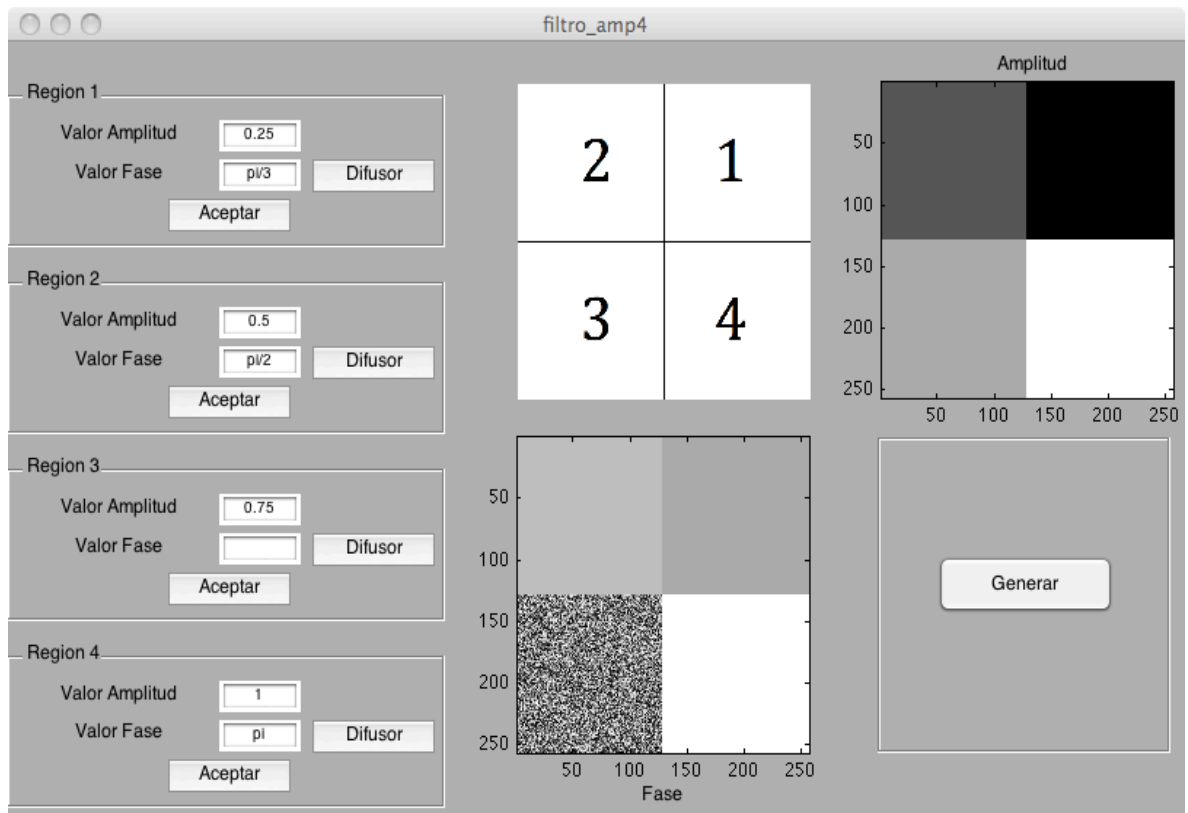 filtro_amp4
Region 1
Valor Amplitud 0.25
Valor Fase pi/3 Difusor
Aceptar
Region 2
Valor Amplitud 0.5
Valor Fase pi/2 Difusor
Aceptar
Region 3
Valor Amplitud 0.75
Valor Fase Difusor
Aceptar
Region 4
Valor Amplitud 1
Valor Fase pi Difusor
Aceptar
2 1
3 4
Amplitud
50
100
150
200
250
50 100 150 200 250
50
100
150
200
250
50 100 150 200 250
Fase
Generar